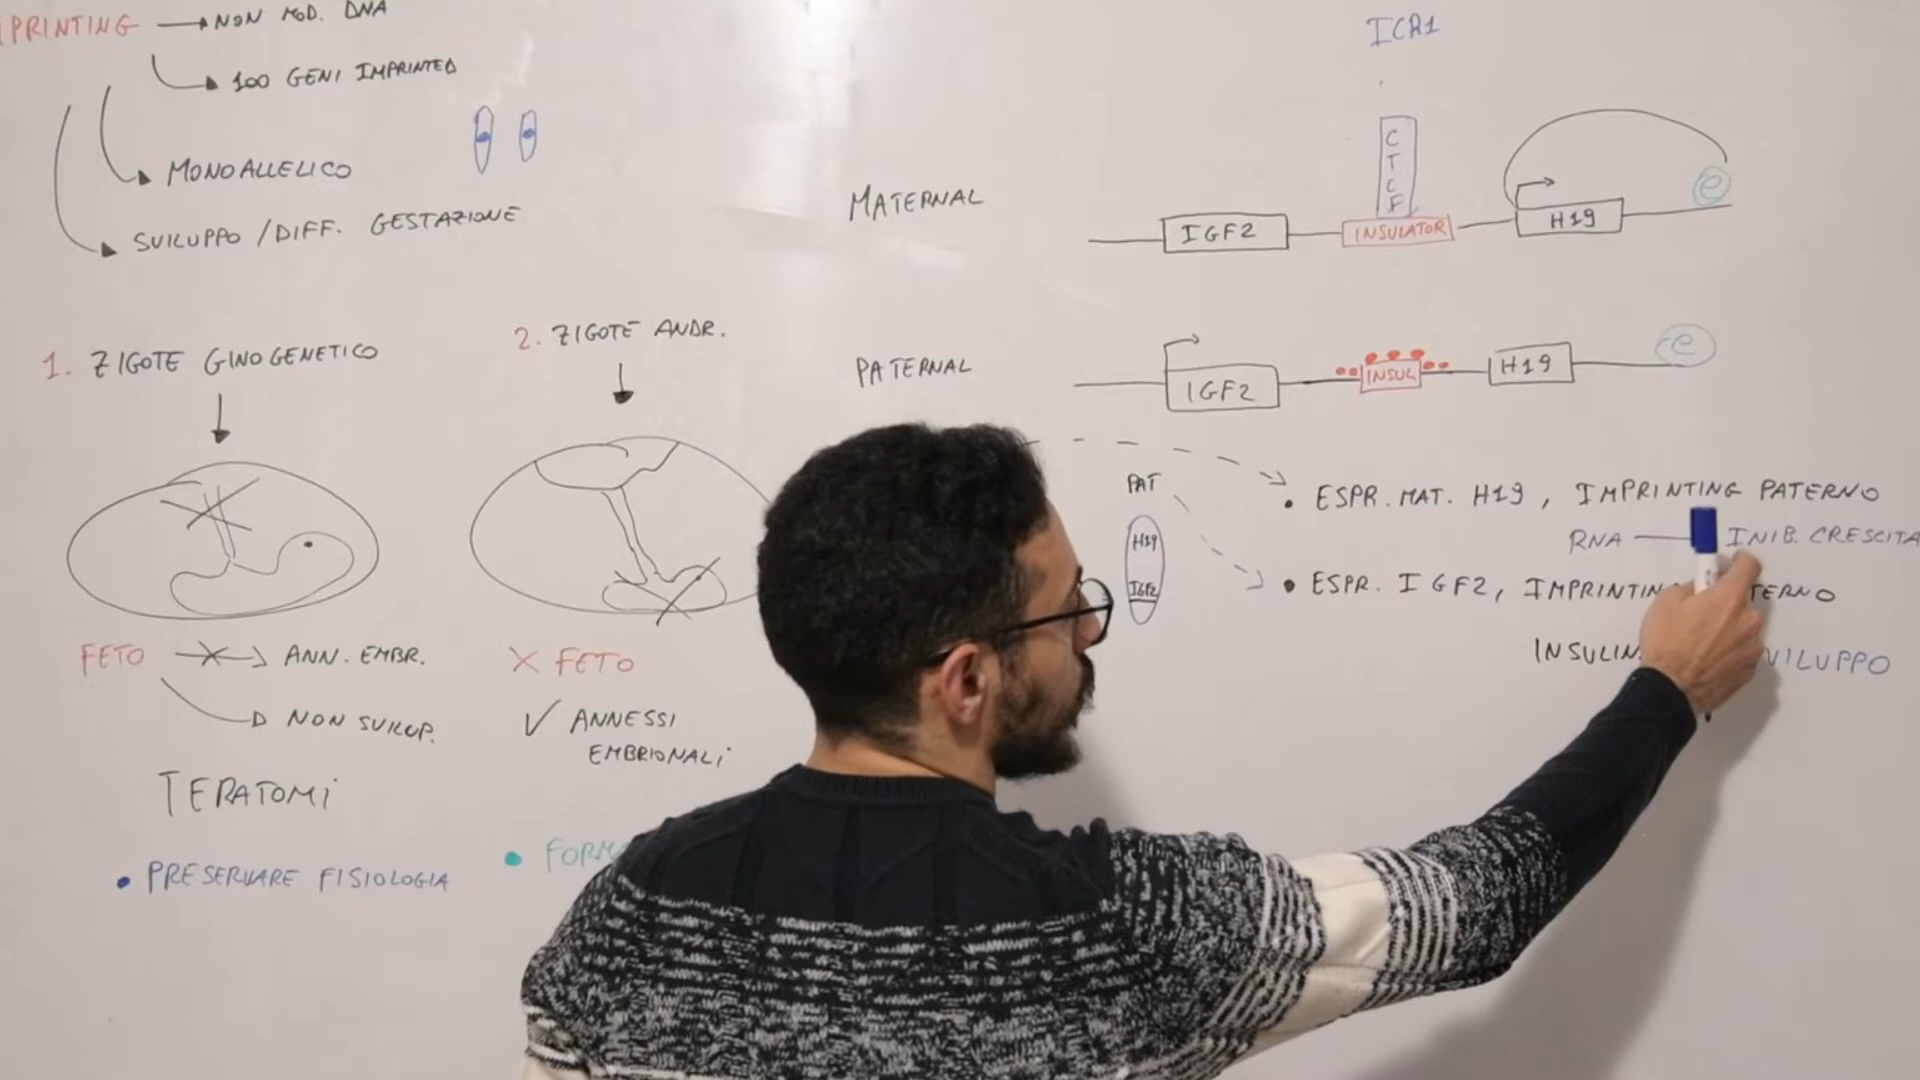 PRINTING → NON MOD. DNA
100 GENI IMPRINTED
MONOALLELICO
SVILUPPO / DIFF. GESTAZIONE
1. ZIGOTE GINOGENETICO
2. ZIGOTE ANDR.
FETO
ANN. EMBR.
NON SVILUP.
TERATOMI
• PRESERVARE FISIOLOGIA
X FETO
√ ANNESSI
EMBRIONALI
• FORM
ICR1
MATERNAL
CTCF
IGF2
INSULATOR
H19
e
PATERNAL
IGF2
INSUL
H19
e
PAT
H19
IGF2
• ESPR. MAT. H19, IMPRINTING PATERNO
RNA — INIB. CRESCITA
• ESPR. IGF2, IMPRINTIN TERNO
INSULIN VILUPPO